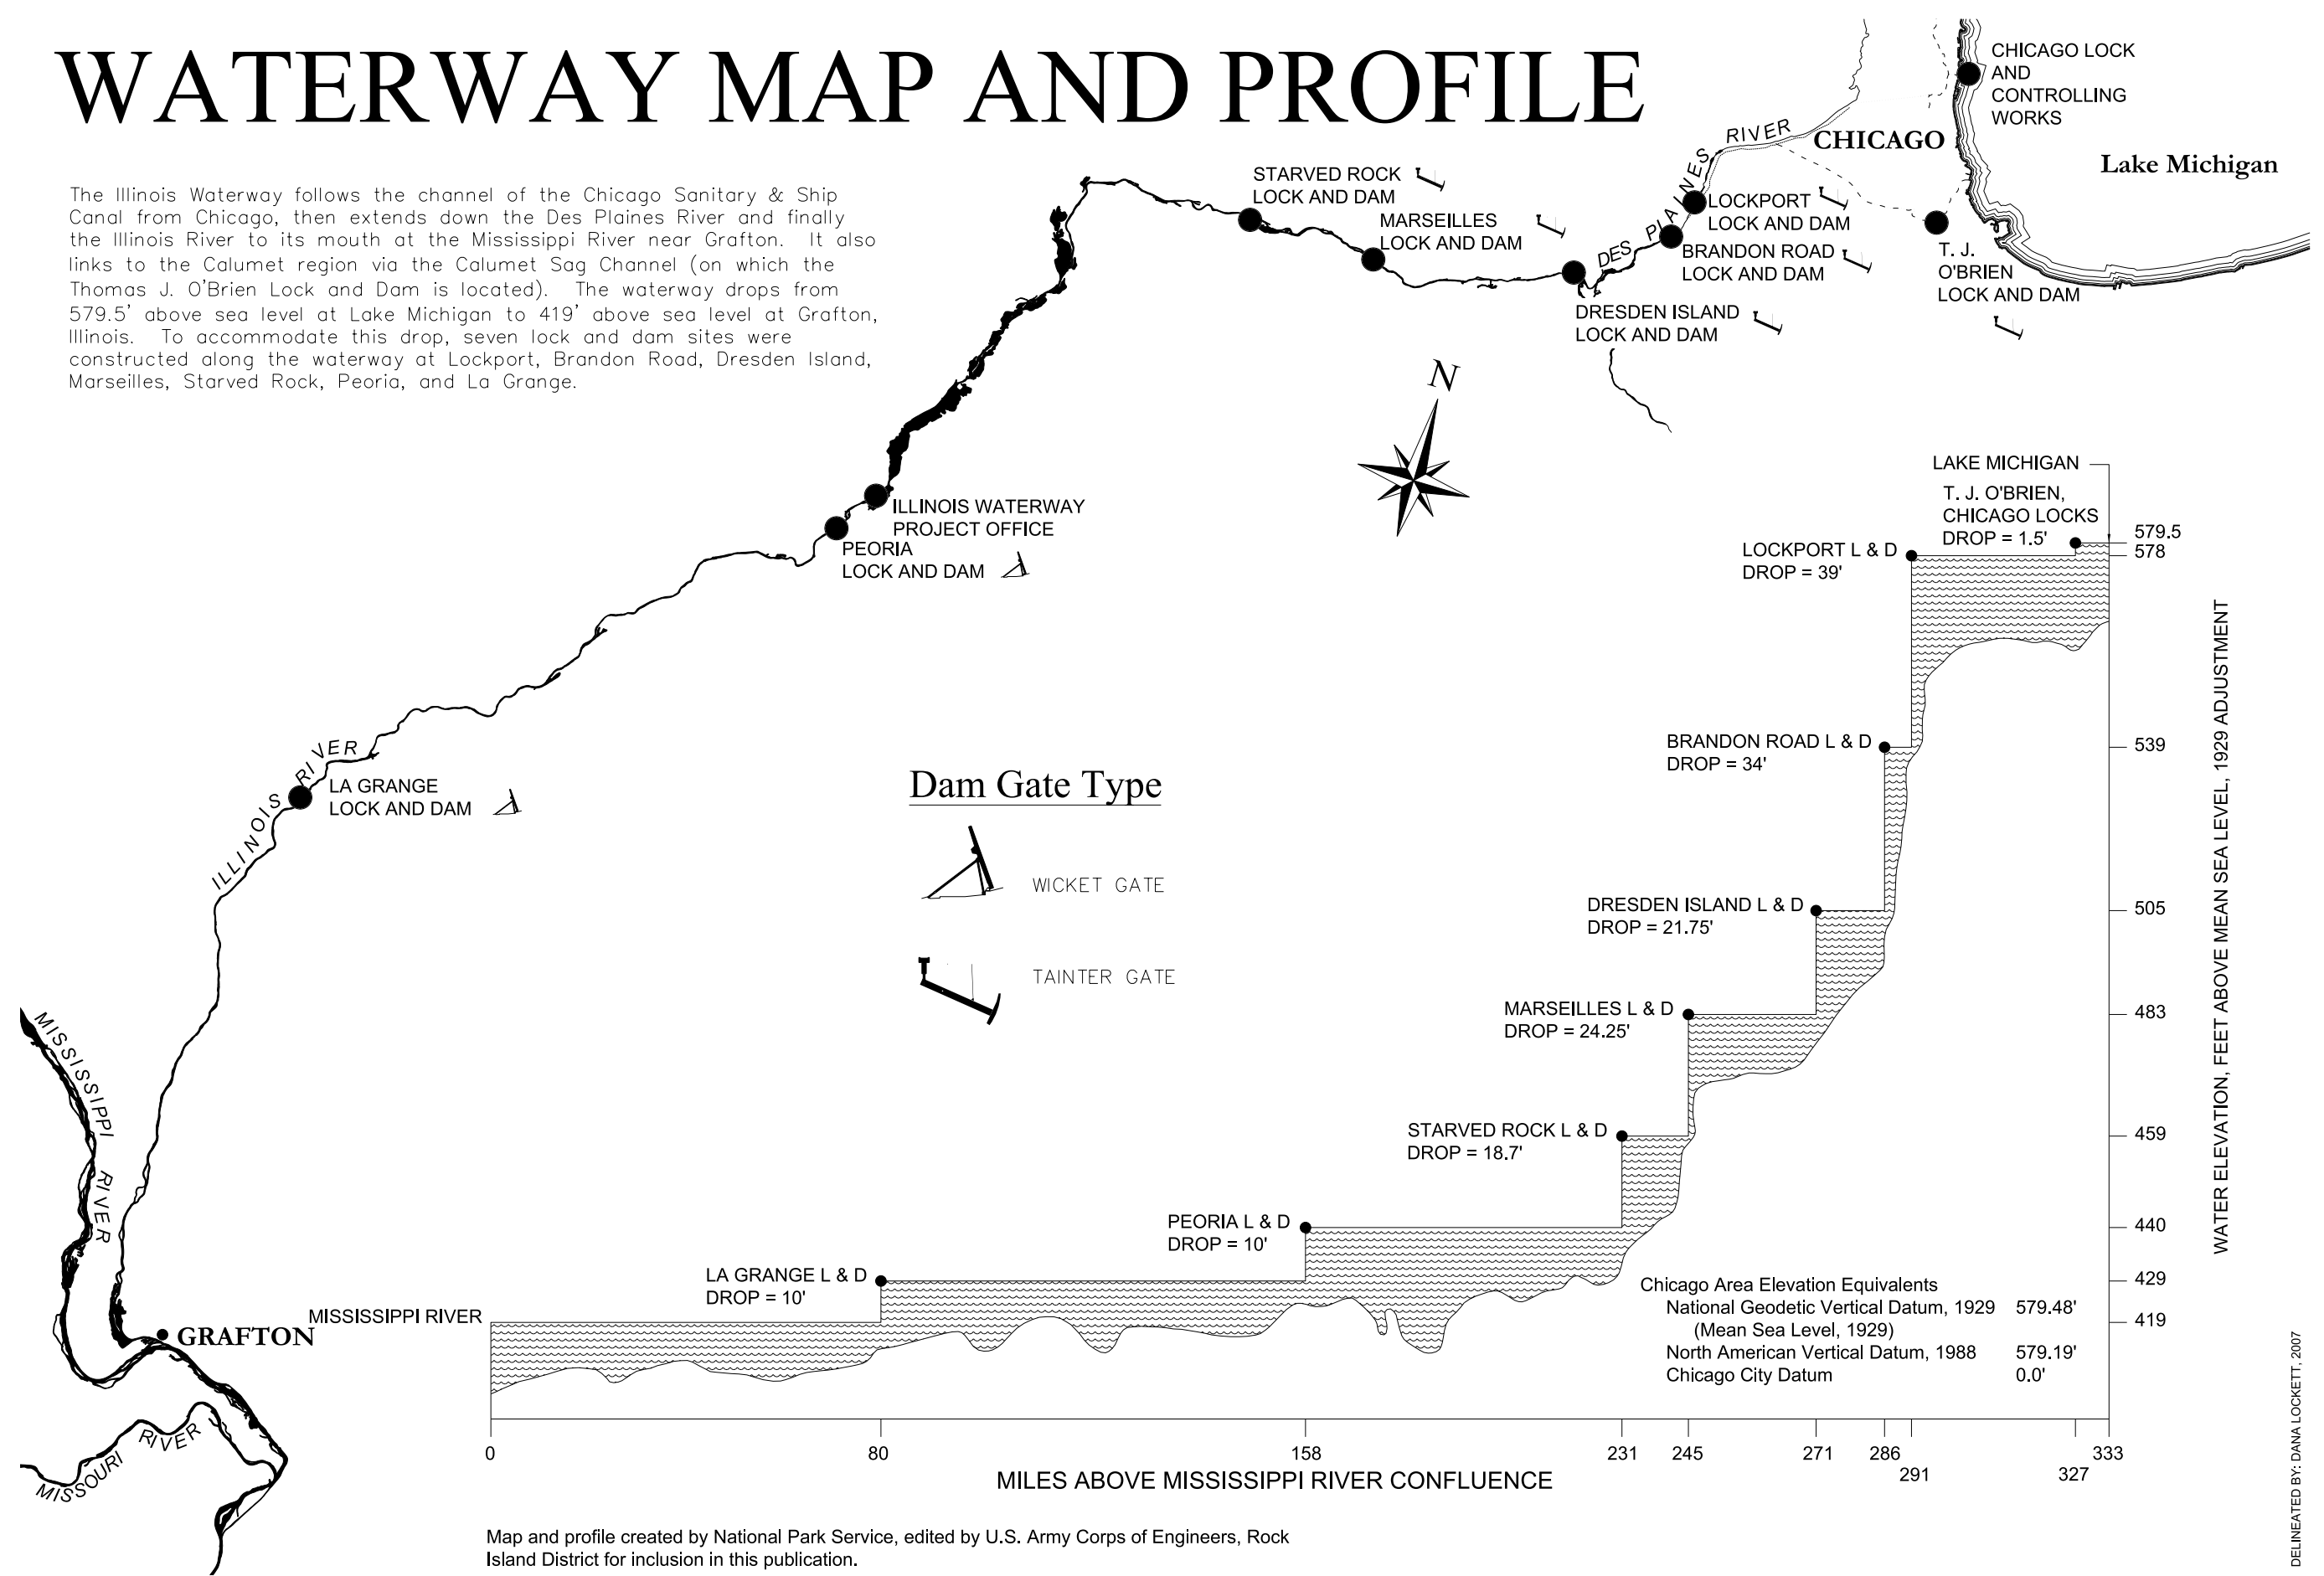 WATERWAY MAP AND PROFILE
The Illinois Waterway follows the channel of the Chicago Sanitary & Ship
Canal from Chicago, then extends down the Des Plaines River and finally
the Illinois River to its mouth at the Mississippi River near Grafton. It also
links to the Calumet region via the Calumet Sag Channel (on which the
Thomas J. O'Brien Lock and Dam is located). The waterway drops from
579.5' above sea level at Lake Michigan to 419' above sea level at Grafton,
Illinois. To accommodate this drop, seven lock and dam sites were
constructed along the waterway at Lockport, Brandon Road, Dresden Island,
Marseilles, Starved Rock, Peoria, and La Grange.
CHICAGO LOCK
AND
CONTROLLING
WORKS
CHICAGO
Lake Michigan
DES PLAINES RIVER
STARVED ROCK
LOCK AND DAM
MARSEILLES
LOCK AND DAM
LOCKPORT
LOCK AND DAM
BRANDON ROAD
LOCK AND DAM
T. J.
O'BRIEN
LOCK AND DAM
DRESDEN ISLAND
LOCK AND DAM
N
ILLINOIS WATERWAY
PROJECT OFFICE
PEORIA
LOCK AND DAM
ILLINOIS RIVER
LA GRANGE
LOCK AND DAM
MISSISSIPPI RIVER
GRAFTON
MISSOURI RIVER
Dam Gate Type
WICKET GATE
TAINTER GATE
LAKE MICHIGAN
T. J. O'BRIEN,
CHICAGO LOCKS
DROP = 1.5'
LOCKPORT L & D
DROP = 39'
BRANDON ROAD L & D
DROP = 34'
DRESDEN ISLAND L & D
DROP = 21.75'
MARSEILLES L & D
DROP = 24.25'
STARVED ROCK L & D
DROP = 18.7'
PEORIA L & D
DROP = 10'
LA GRANGE L & D
DROP = 10'
MISSISSIPPI RIVER
579.5
578
539
505
483
459
440
429
419
WATER ELEVATION, FEET ABOVE MEAN SEA LEVEL, 1929 ADJUSTMENT
Chicago Area Elevation Equivalents
National Geodetic Vertical Datum, 1929 579.48'
(Mean Sea Level, 1929)
North American Vertical Datum, 1988 579.19'
Chicago City Datum 0.0'
0 80 158 231 245 271 286 333
291 327
MILES ABOVE MISSISSIPPI RIVER CONFLUENCE
Map and profile created by National Park Service, edited by U.S. Army Corps of Engineers, Rock
Island District for inclusion in this publication.
DELINEATED BY: DANA LOCKETT, 2007